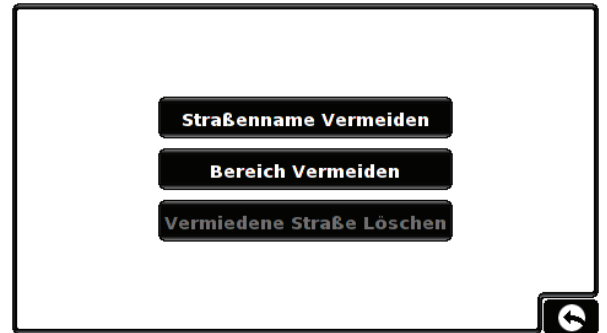 Straßenname Vermeiden
Bereich Vermeiden
Vermiedene Straße Löschen